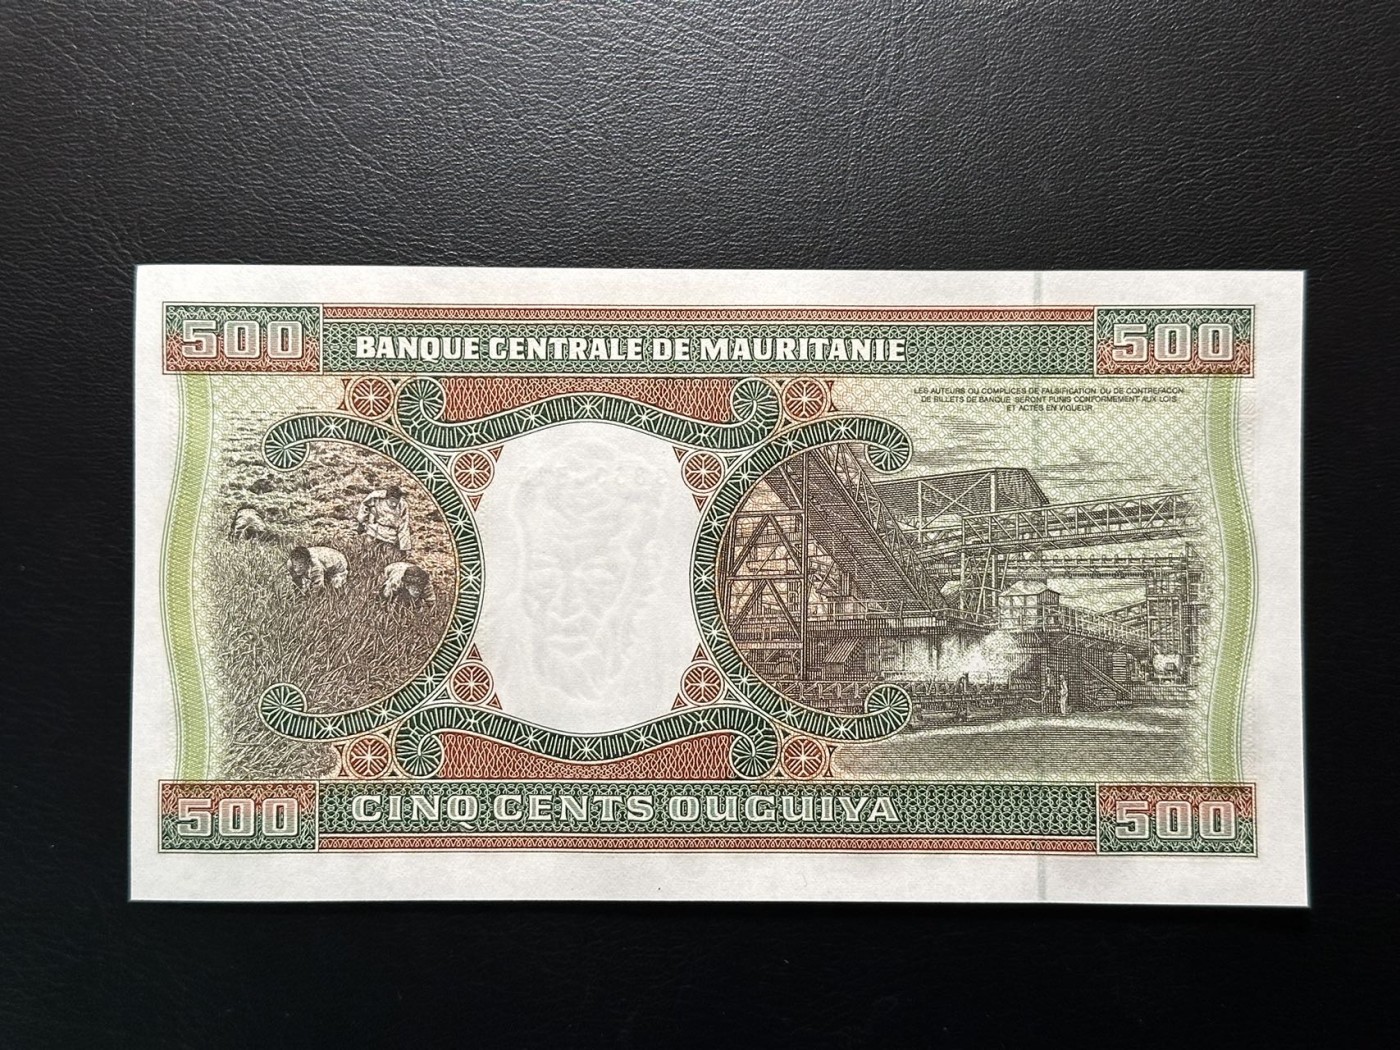 500
BANQUE CENTRALE DE MAURITANIE
500
LES AUTEURS OU COMPLICES DE FALSIFICATION OU DE CONTREFACON
DE BILLETS DE BANQUE SERONT PUNIS CONFORMEMENT AUX LOIS
ET ACTES EN VIGUEUR
500
CINQ CENTS OUGUIYA
500